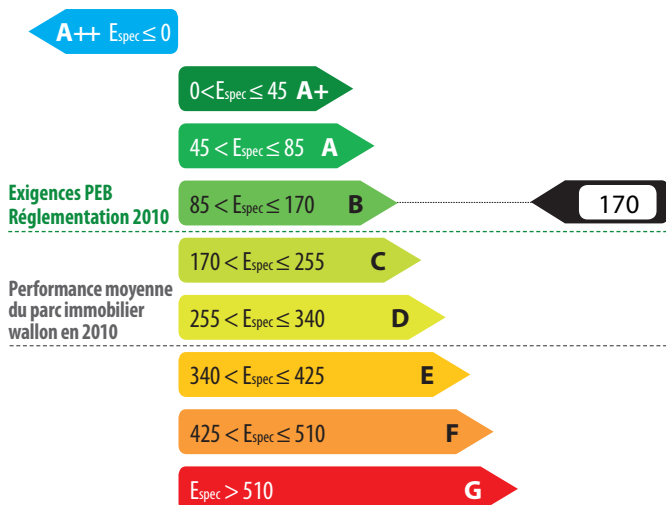 A++ Espec ≤ 0
0<Espec ≤ 45 A+
45 < Espec ≤ 85 A
Exigences PEB
Réglementation 2010
85 < Espec ≤ 170 B
170
170 < Espec ≤ 255 C
Performance moyenne
du parc immobilier
wallon en 2010
255 < Espec ≤ 340 D
340 < Espec ≤ 425 E
425 < Espec ≤ 510 F
Espec > 510 G